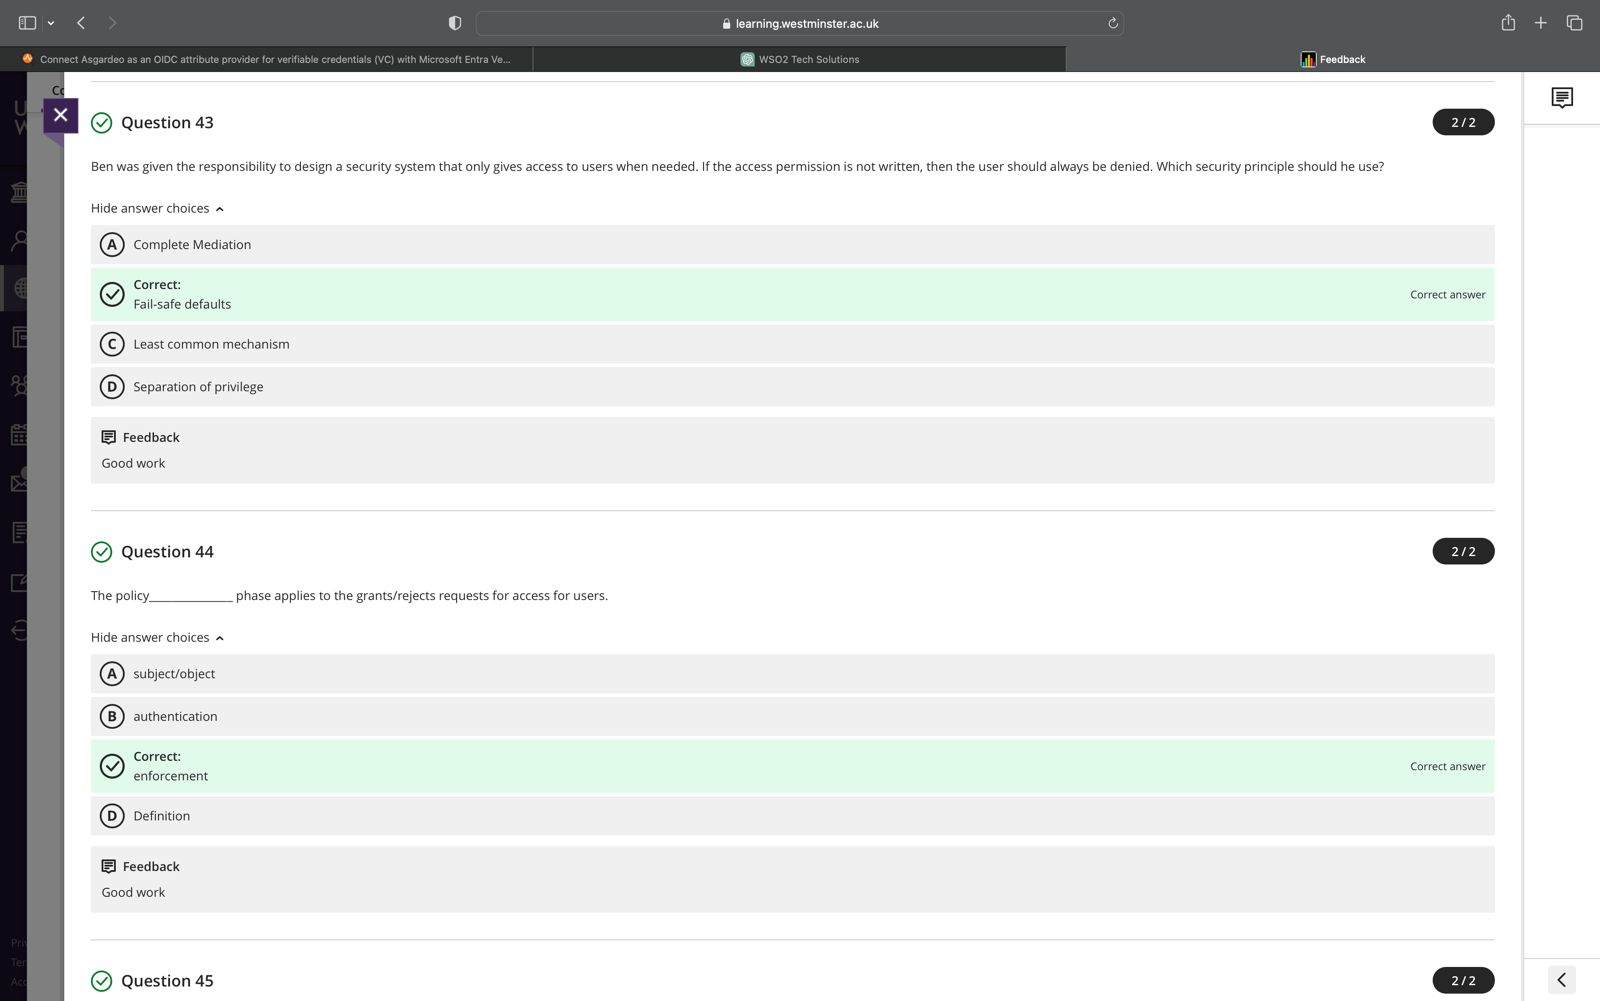 learning.westminster.ac.uk
Connect Asgardeo as an OIDC attribute provider for verifiable credentials (VC) with Microsoft Entra Ve...
WSO2 Tech Solutions
Feedback
Question 43
2 / 2
Ben was given the responsibility to design a security system that only gives access to users when needed. If the access permission is not written, then the user should always be denied. Which security principle should he use?
Hide answer choices
A Complete Mediation
Correct:
Fail-safe defaults
Correct answer
C Least common mechanism
D Separation of privilege
Feedback
Good work
Question 44
2 / 2
The policy______________ phase applies to the grants/rejects requests for access for users.
Hide answer choices
A subject/object
B authentication
Correct:
enforcement
Correct answer
D Definition
Feedback
Good work
Question 45
2 / 2